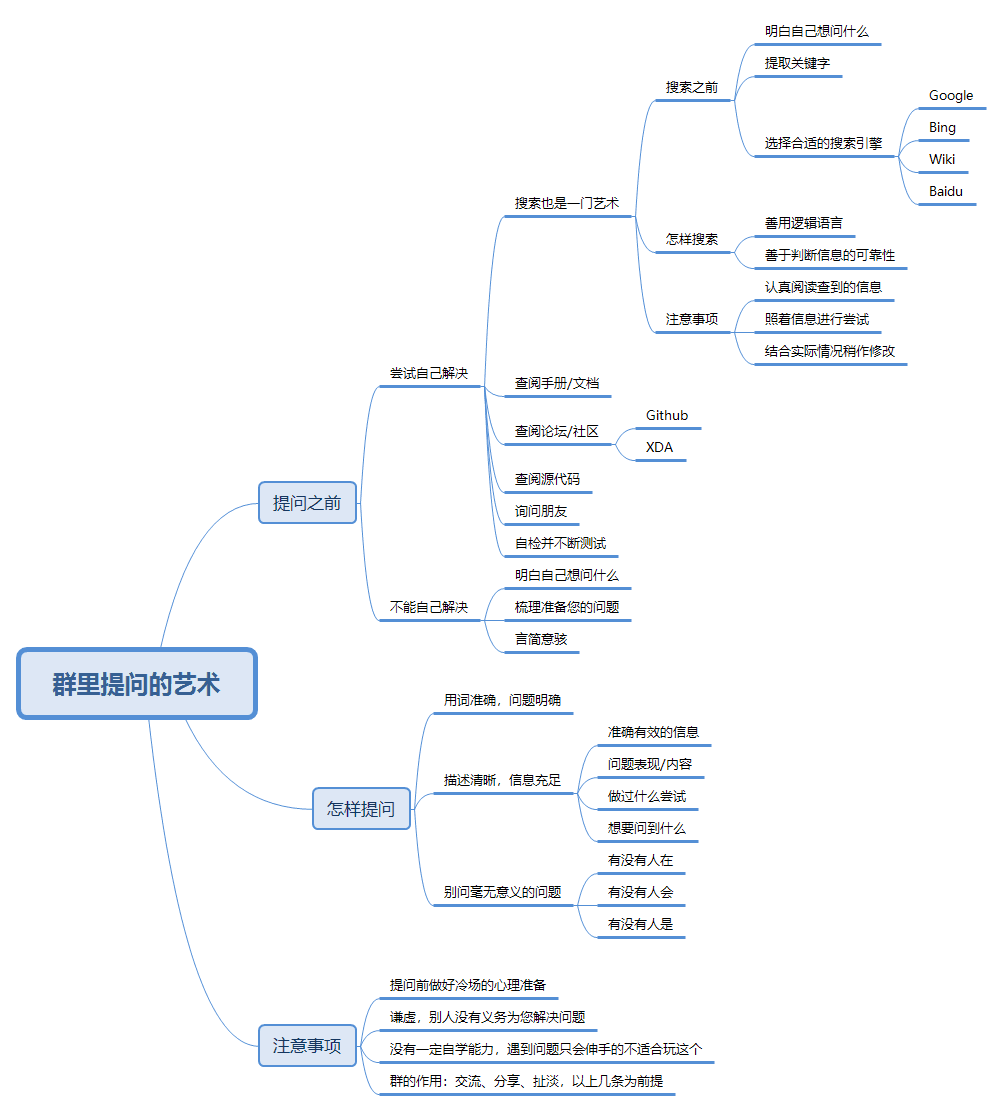 群里提问的艺术
提问之前
尝试自己解决
搜索也是一门艺术
搜索之前
明白自己想问什么
提取关键字
选择合适的搜索引擎
Google
Bing
Wiki
Baidu
怎样搜索
善用逻辑语言
善于判断信息的可靠性
注意事项
认真阅读查到的信息
照着信息进行尝试
结合实际情况稍作修改
查阅手册/文档
查阅论坛/社区
Github
XDA
查阅源代码
询问朋友
自检并不断测试
不能自己解决
明白自己想问什么
梳理准备您的问题
言简意骇
怎样提问
用词准确，问题明确
描述清晰，信息充足
准确有效的信息
问题表现/内容
做过什么尝试
想要问到什么
别问毫无意义的问题
有没有人在
有没有人会
有没有人是
注意事项
提问前做好冷场的心理准备
谦虚，别人没有义务为您解决问题
没有一定自学能力，遇到问题只会伸手的不适合玩这个
群的作用：交流、分享、扯淡，以上几条为前提